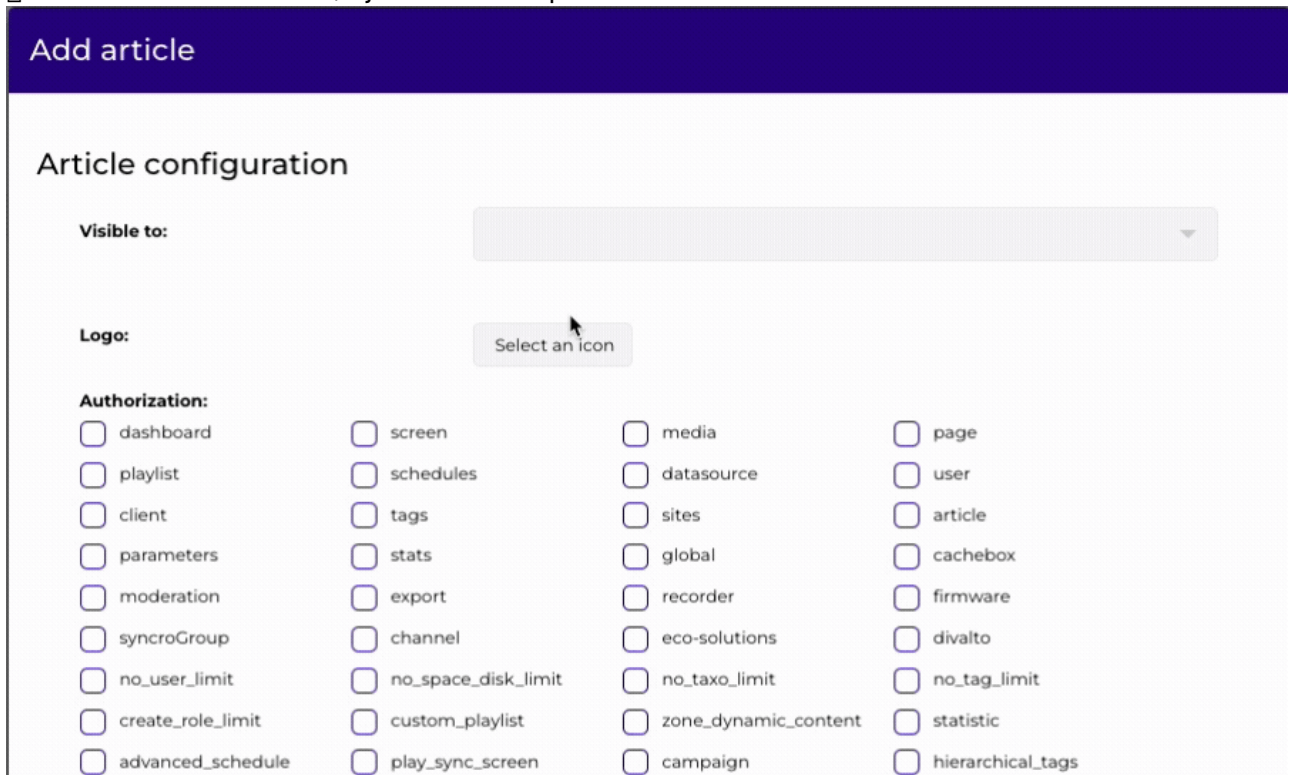 Add article
Article configuration
Visible to:
Logo:
Select an icon
Authorization:
dashboard screen media page
playlist schedules datasource user
client tags sites article
parameters stats global cachebox
moderation export recorder firmware
syncroGroup channel eco-solutions divalto
no_user_limit no_space_disk_limit no_taxo_limit no_tag_limit
create_role_limit custom_playlist zone_dynamic_content statistic
advanced_schedule play_sync_screen campaign hierarchical_tags